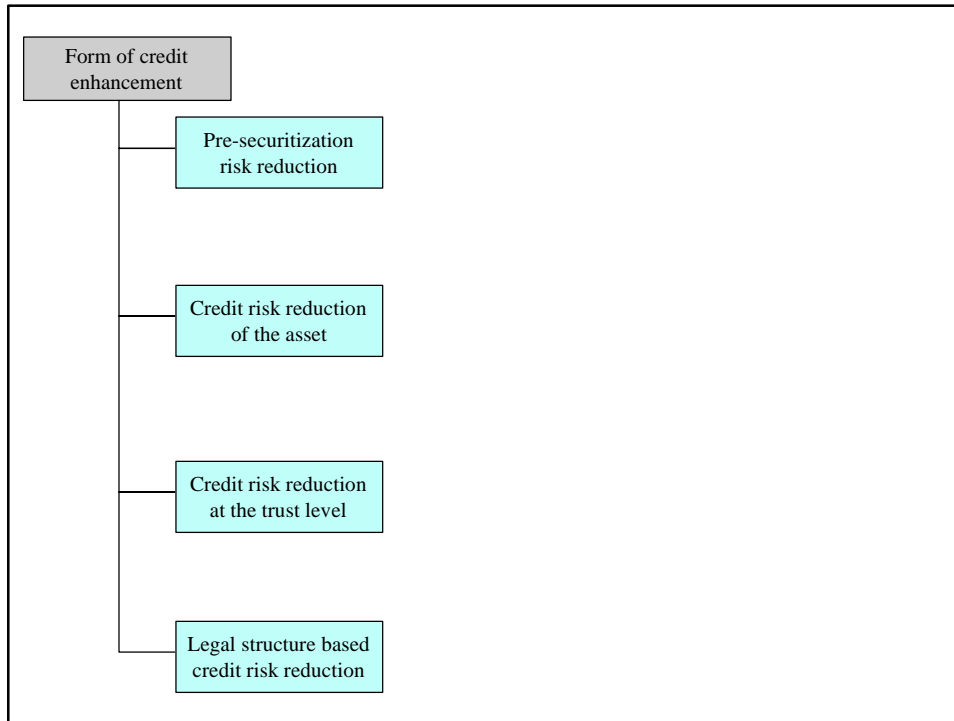 Form of credit
enhancement
Pre-securitization
risk reduction
Credit risk reduction
of the asset
Credit risk reduction
at the trust level
Legal structure based
credit risk reduction